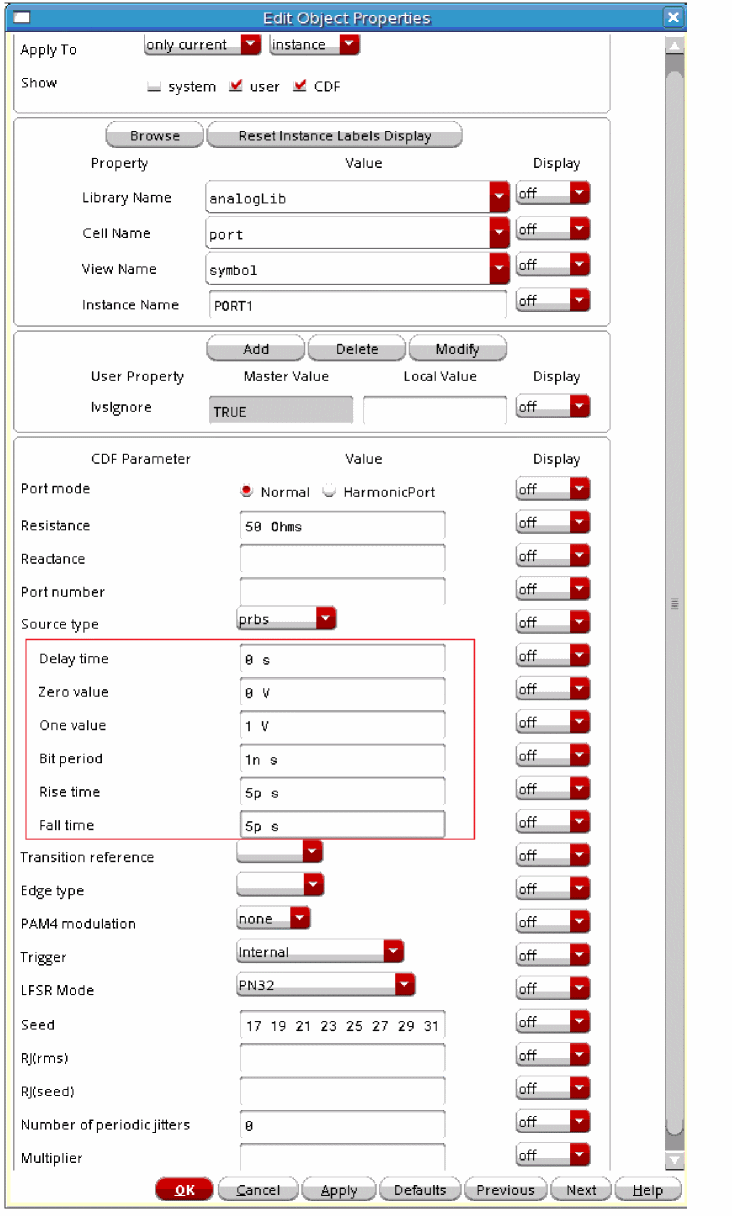 Edit Object Properties
Apply To only current instance
Show system user CDF
Browse Reset Instance Labels Display
Property Value Display
Library Name analogLib off
Cell Name port off
View Name symbol off
Instance Name PORT1 off
Add Delete Modify
User Property Master Value Local Value Display
lvsIgnore TRUE off
CDF Parameter Value Display
Port mode Normal HarmonicPort off
Resistance 50 Ohms off
Reactance off
Port number off
Source type prbs off
Delay time 0 s off
Zero value 0 V off
One value 1 V off
Bit period 1n s off
Rise time 5p s off
Fall time 5p s off
Transition reference off
Edge type off
PAM4 modulation none off
Trigger Internal off
LFSR Mode PN32 off
Seed 17 19 21 23 25 27 29 31 off
RJ(rms) off
RJ(seed) off
Number of periodic jitters 0 off
Multiplier off
OK Cancel Apply Defaults Previous Next Help